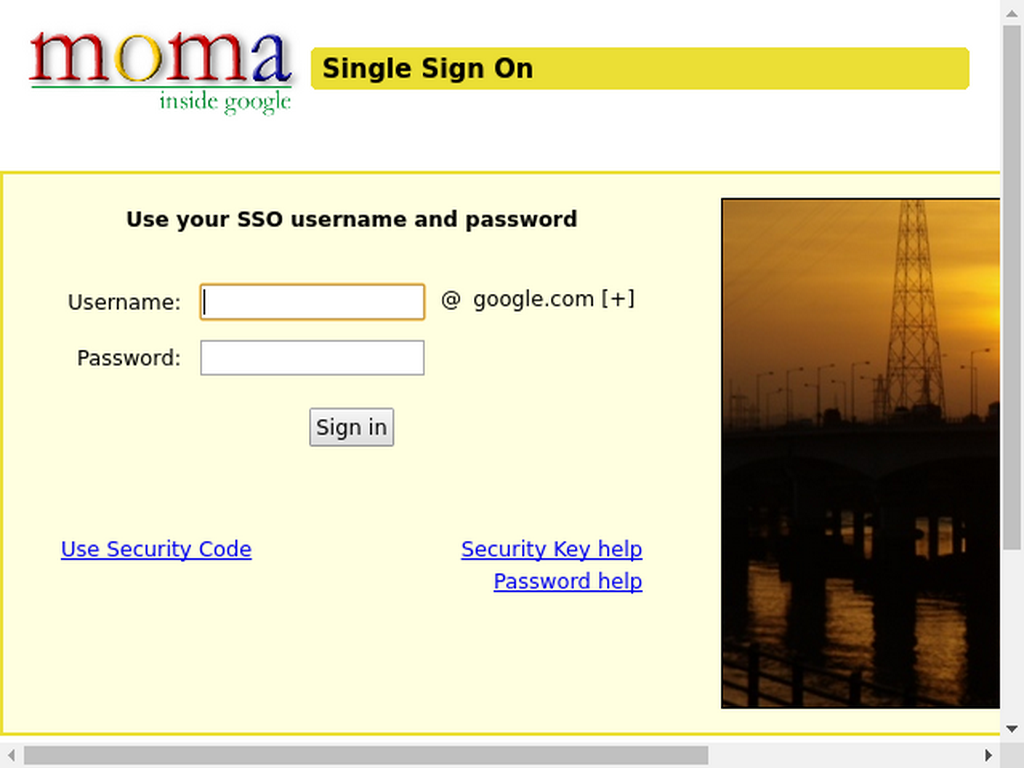 moma
inside google
Single Sign On
Use your SSO username and password
Username:
@ google.com [+]
Password:
Sign in
Use Security Code
Security Key help
Password help